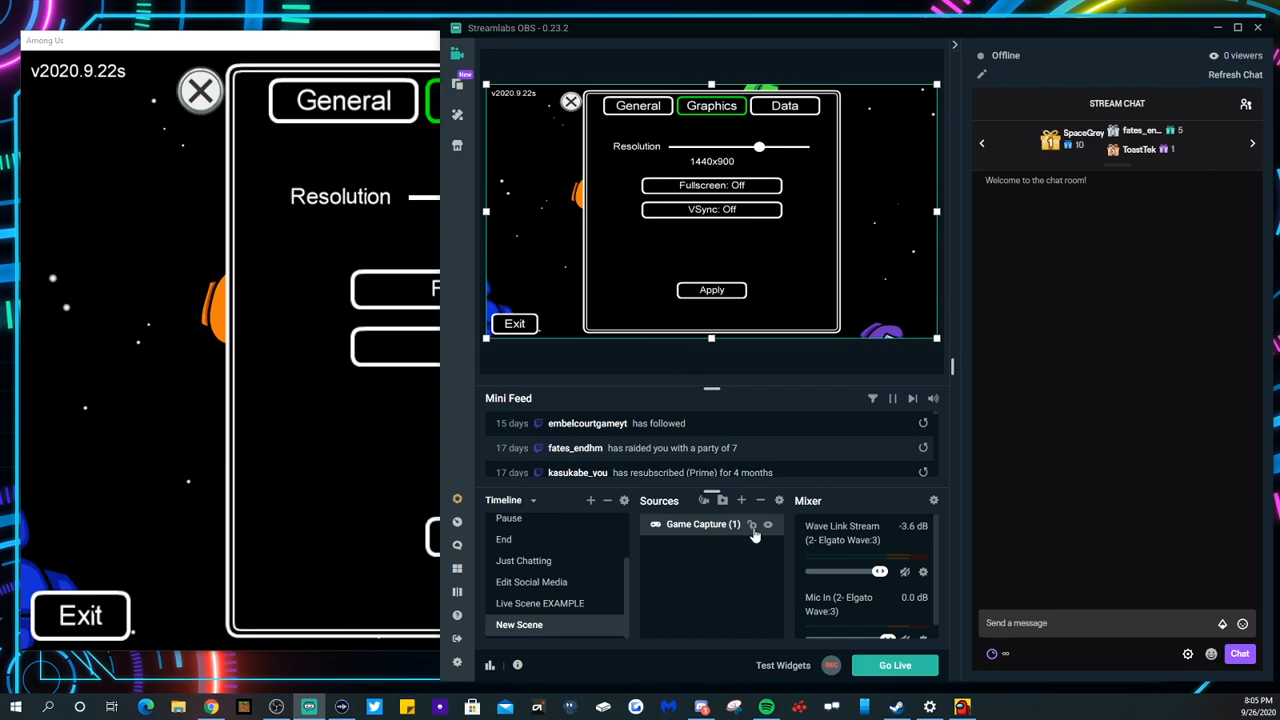 Among Us
v2020.9.22s
General
Resolution
F
Exit
Streamlabs OBS - 0.23.2
New
v2020.9.22s
General
Graphics
Data
Resolution
1440x900
Fullscreen: Off
VSync: Off
Apply
Exit
Mini Feed
15 days embelcourtgameyt has followed
17 days fates_endhm has raided you with a party of 7
17 days kasukabe_you has resubscribed (Prime) for 4 months
Timeline
Pause
End
Just Chatting
Edit Social Media
Live Scene EXAMPLE
New Scene
Sources
Game Capture (1)
Mixer
Wave Link Stream -3.6 dB
(2- Elgato Wave:3)
Mic In (2- Elgato 0.0 dB
Wave:3)
Test Widgets
REC
Go Live
Offline
0 viewers
Refresh Chat
STREAM CHAT
1 SpaceGrey 10
fates_en... 5
ToastTek 1
Welcome to the chat room!
Send a message
Chat
8:05 PM
9/26/2020